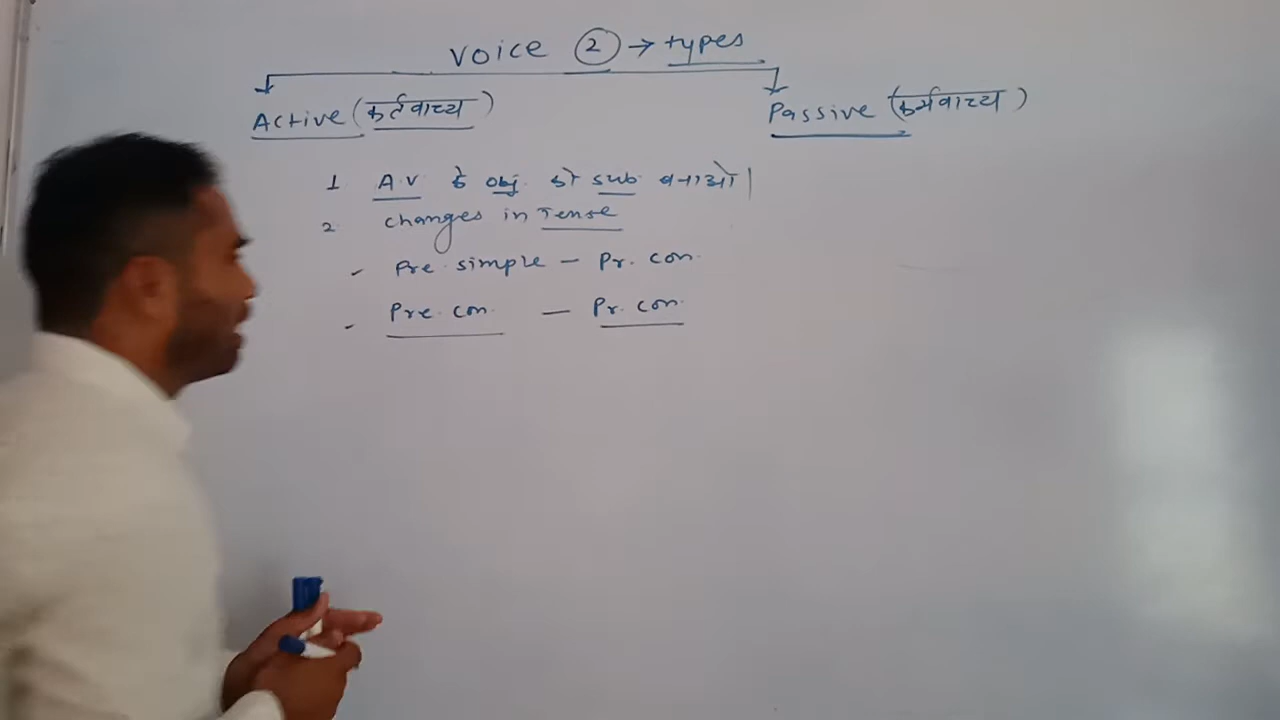 voice ② → types
Active (कर्तवाच्य)
Passive (कर्मवाच्य)
1 A.V के obj. को sub. बनाओ|
2 changes in Tense
Pre. simple – Pr. con.
Pre. con. – Pr. con.